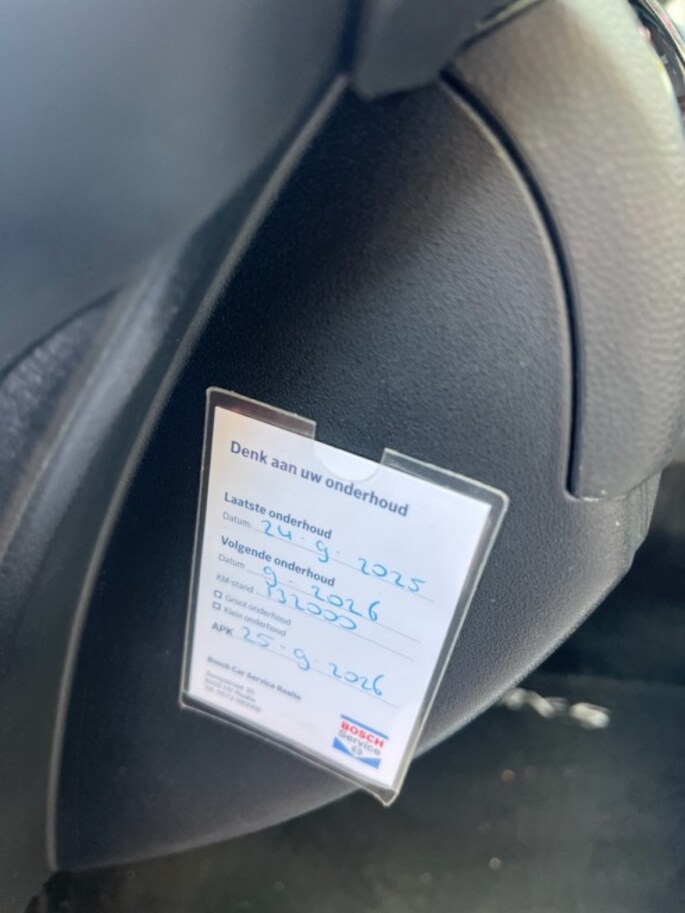 Denk aan uw onderhoud
Laatste onderhoud
Datum: 24-9-2025
Volgende onderhoud
Datum 9-2026
KM-stand 132000
Groot onderhoud
Klein onderhoud
APK 25-9-2026
Bosch Car Service Raalte
BOSCH
Service